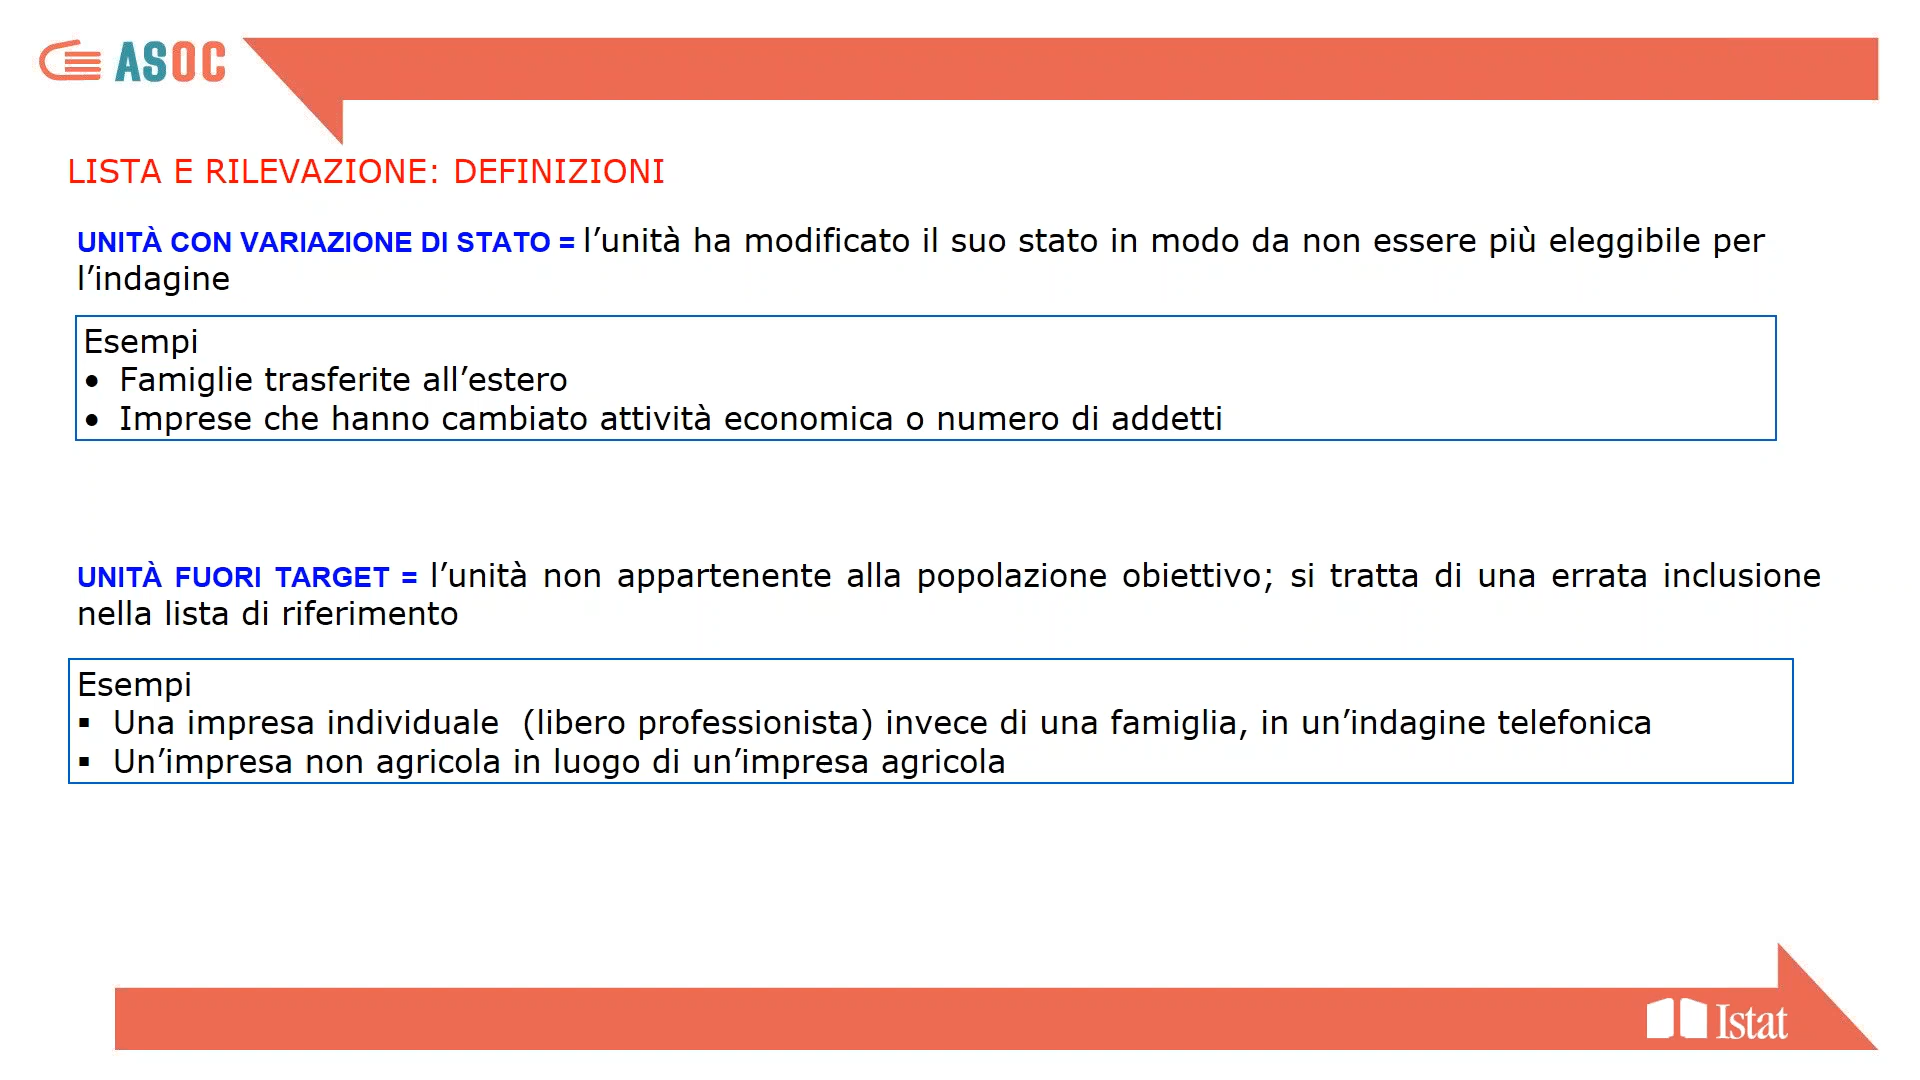 ASOC
LISTA E RILEVAZIONE: DEFINIZIONI
UNITÀ CON VARIAZIONE DI STATO = l’unità ha modificato il suo stato in modo da non essere più eleggibile per
l’indagine
Esempi
• Famiglie trasferite all’estero
• Imprese che hanno cambiato attività economica o numero di addetti
UNITÀ FUORI TARGET = l’unità non appartenente alla popolazione obiettivo; si tratta di una errata inclusione
nella lista di riferimento
Esempi
▪ Una impresa individuale  (libero professionista) invece di una famiglia, in un’indagine telefonica
▪ Un’impresa non agricola in luogo di un’impresa agricola
Istat